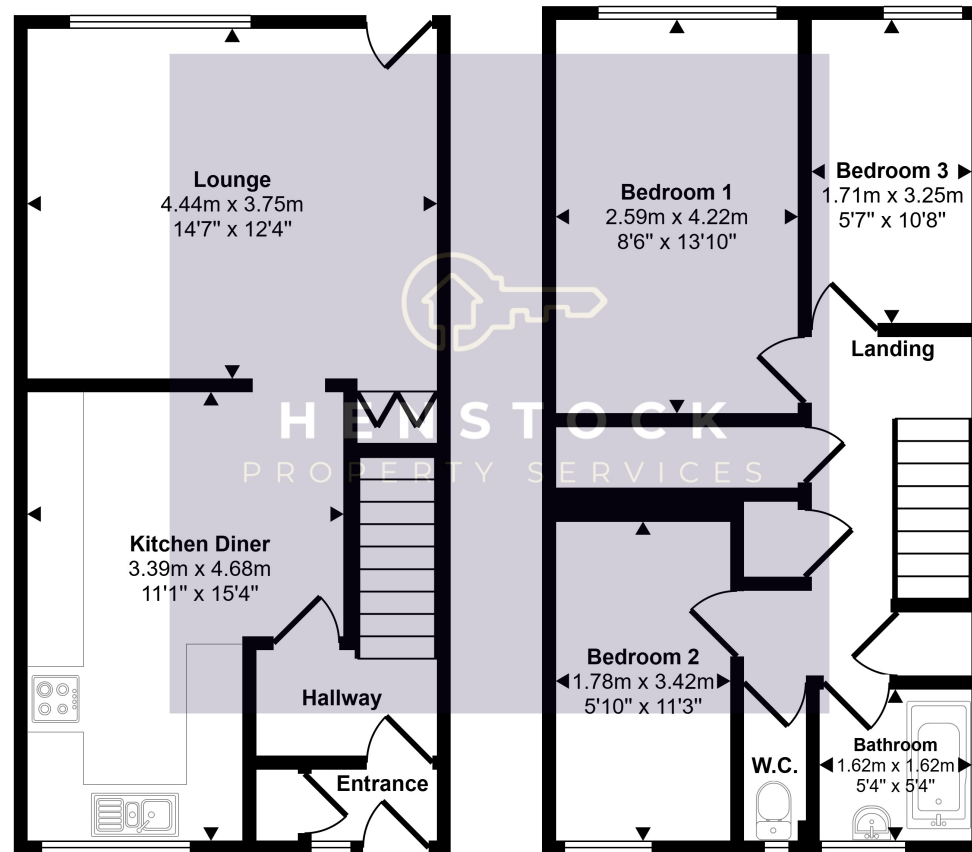 Lounge
4.44m x 3.75m
14'7" x 12'4"
Kitchen Diner
3.39m x 4.68m
11'1" x 15'4"
Hallway
Entrance
Bedroom 1
2.59m x 4.22m
8'6" x 13'10"
Bedroom 3
1.71m x 3.25m
5'7" x 10'8"
Landing
Bedroom 2
1.78m x 3.42m
5'10" x 11'3"
W.C.
Bathroom
1.62m x 1.62m
5'4" x 5'4"
HENSTOCK
PROPERTY SERVICES